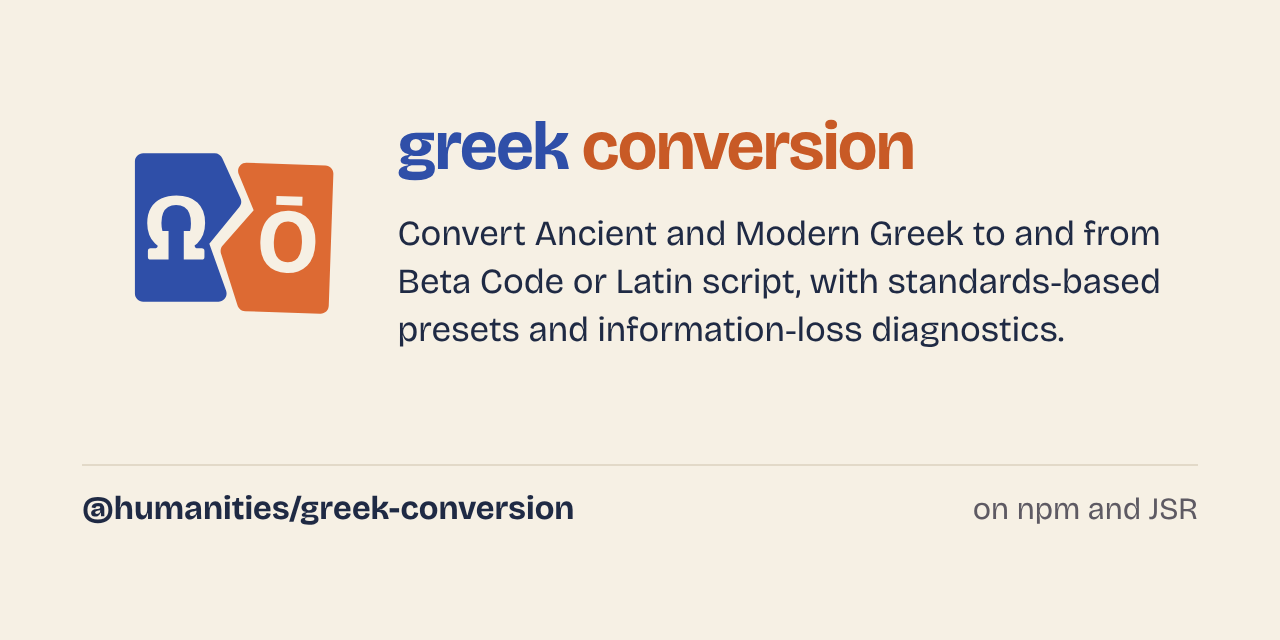 Ω Ō
greek conversion
Convert Ancient and Modern Greek to and from
Beta Code or Latin script, with standards-based
presets and information-loss diagnostics.
@humanities/greek-conversion
on npm and JSR